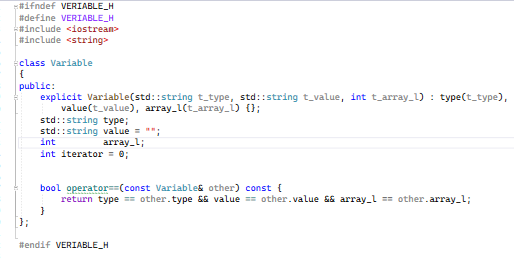 #ifndef VERIABLE_H
#define VERIABLE_H
#include <iostream>
#include <string>
class Variable
{
public:
explicit Variable(std::string t_type, std::string t_value, int t_array_l) : type(t_type),
value(t_value), array_l(t_array_l) {};
std::string type;
std::string value = "";
int array_l;
int iterator = 0;
bool operator==(const Variable& other) const {
return type == other.type && value == other.value && array_l == other.array_l;
}
};
#endif VERIABLE_H